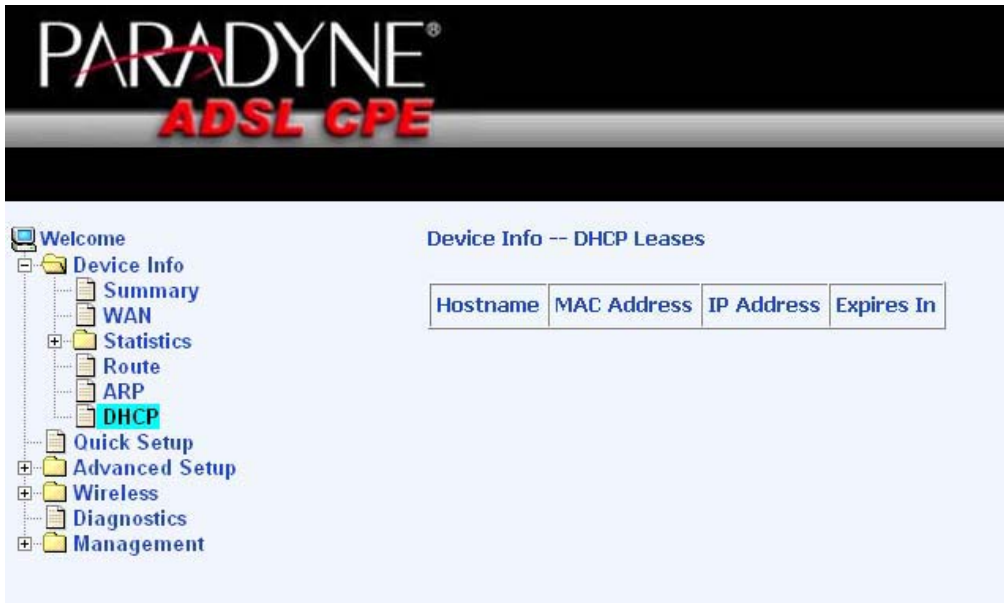 PARADYNE®
ADSL CPE
Welcome
Device Info
Summary
WAN
Statistics
Route
ARP
DHCP
Quick Setup
Advanced Setup
Wireless
Diagnostics
Management
Device Info -- DHCP Leases
Hostname MAC Address IP Address Expires In